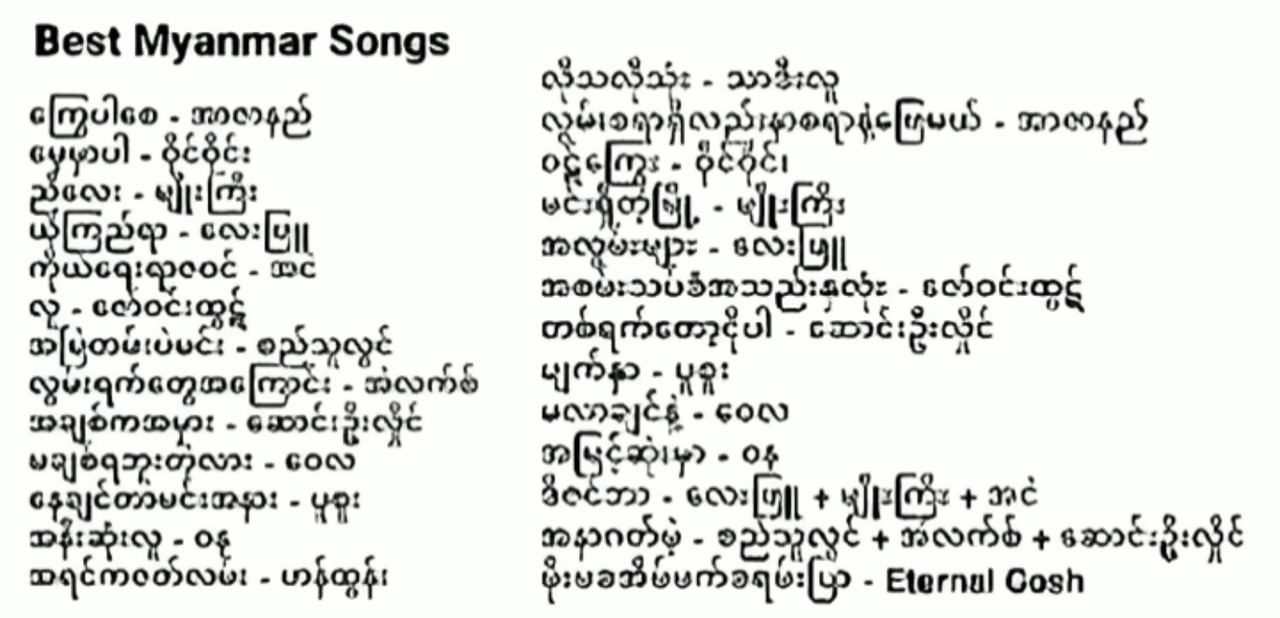 Best Myanmar Songs
ကြွေပါစေ - အာဇာနည်
မှေးမှာပါ - ဝိုင်ဝိုင်း
ညီလေး - မျိုးကြီး
ယုံကြည်ရာ - လေးဖြူ
ကိုယ်ရေးရာဇဝင် - အငဲ
လု - ဇော်ဝင်းထွဋ်
အမြဲတမ်းပဲမင်း - စည်သူလွင်
လွမ်းရက်တွေအကြောင်း - အဲလက်စ်
အချစ်ကအမှား - ဆောင်းဦးလှိုင်
မချစ်ရဘူးတဲ့လား - ဝေလ
နေချင်တာမင်းအနား - ပူစူး
အနီးဆုံးလူ - ဝန
အရင်ကဇာတ်လမ်း - ဟန်ထွန်း
လိုသလိုသုံး - သာဒီးလူ
လွမ်းစရာရှိလည်းနာစရာနဲ့ဖြေမယ် - အာဇာနည်
ဝဋ်ကြွေး - ဝိုင်ဝိုင်း
မင်းရှိတဲ့မြို့ - မျိုးကြီး
အလွမ်းများ - လေးဖြူ
အစမ်းသပ်ခံအသည်းနှလုံး - ဇော်ဝင်းထွဋ်
တစ်ရက်တော့ငိုပါ - ဆောင်းဦးလှိုင်
မျက်နှာ - ပူစူး
မလာချင်နဲ့ - ဝေလ
အမြင့်ဆုံးမှာ - ဝန
ဒီဇင်ဘာ - လေးဖြူ + မျိုးကြီး + အငဲ
အနာဂတ်မဲ့ - စည်သူလွင် + အဲလက်စ် + ဆောင်းဦးလှိုင်
ဖိုးမခအိမ်မက်ခရမ်းပြာ - Eternal Gosh